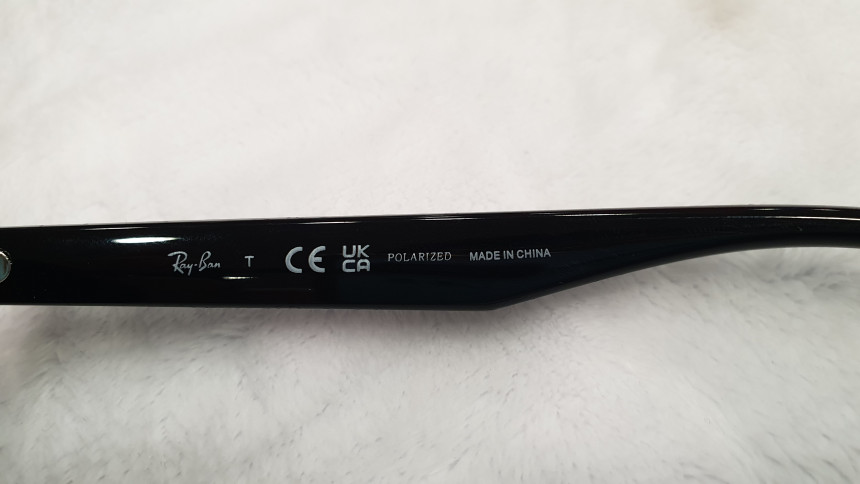 Ray-Ban T CE UK CA POLARIZED MADE IN CHINA